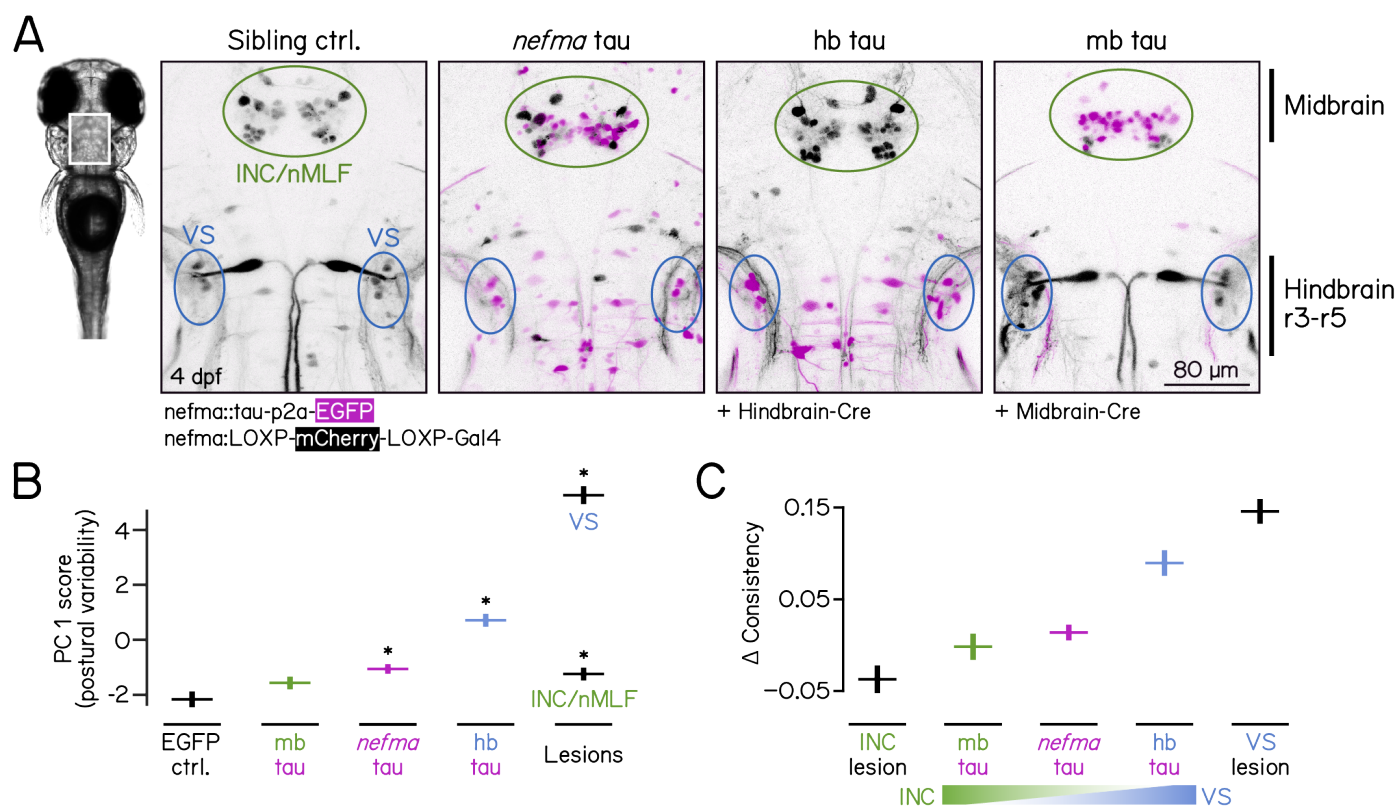 A
Sibling ctrl.
nefma tau
hb tau
mb tau
INC/nMLF
VS
VS
4 dpf
80 µm
Midbrain
Hindbrain
r3-r5
nefma::tau-p2a-EGFP
nefma:LOXP-mCherry-LOXP-Gal4
+ Hindbrain-Cre
+ Midbrain-Cre
B
PC1 score
(postural variability)
4
2
0
-2
*
*
*
VS
*
INC/nMLF
EGFP
ctrl.
mb
tau
nefma
tau
hb
tau
Lesions
C
Δ Consistency
0.15
0.05
−0.05
INC
lesion
mb
tau
nefma
tau
hb
tau
VS
lesion
INC
VS